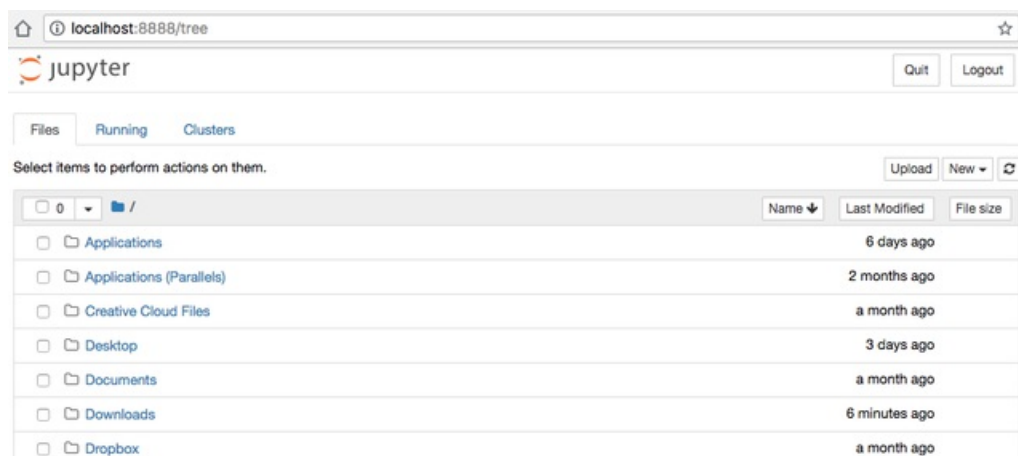 localhost:8888/tree
jupyter
Quit
Logout
Files
Running
Clusters
Select items to perform actions on them.
Upload
New
0
/
Name
Last Modified
File size
Applications
6 days ago
Applications (Parallels)
2 months ago
Creative Cloud Files
a month ago
Desktop
3 days ago
Documents
a month ago
Downloads
6 minutes ago
Dropbox
a month ago